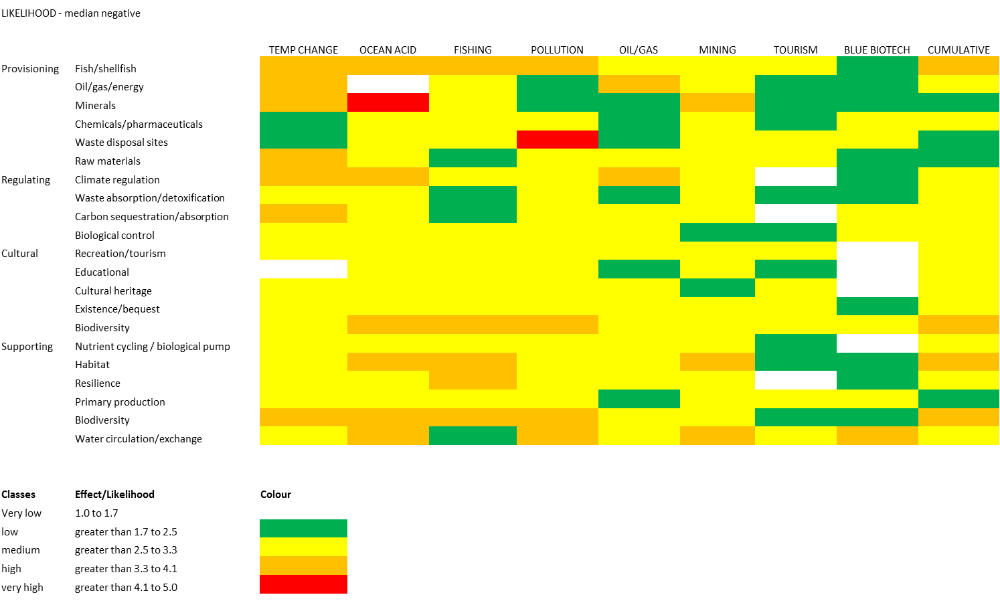 LIKELIHOOD - median negative
TEMP CHANGE OCEAN ACID FISHING POLLUTION OIL/GAS MINING TOURISM BLUE BIOTECH CUMULATIVE
Provisioning Fish/shellfish
Oil/gas/energy
Minerals
Chemicals/pharmaceuticals
Waste disposal sites
Raw materials
Regulating Climate regulation
Waste absorption/detoxification
Carbon sequestration/absorption
Biological control
Cultural Recreation/tourism
Educational
Cultural heritage
Existence/bequest
Biodiversity
Supporting Nutrient cycling / biological pump
Habitat
Resilience
Primary production
Biodiversity
Water circulation/exchange
Classes Effect/Likelihood Colour
Very low 1.0 to 1.7
low greater than 1.7 to 2.5
medium greater than 2.5 to 3.3
high greater than 3.3 to 4.1
very high greater than 4.1 to 5.0